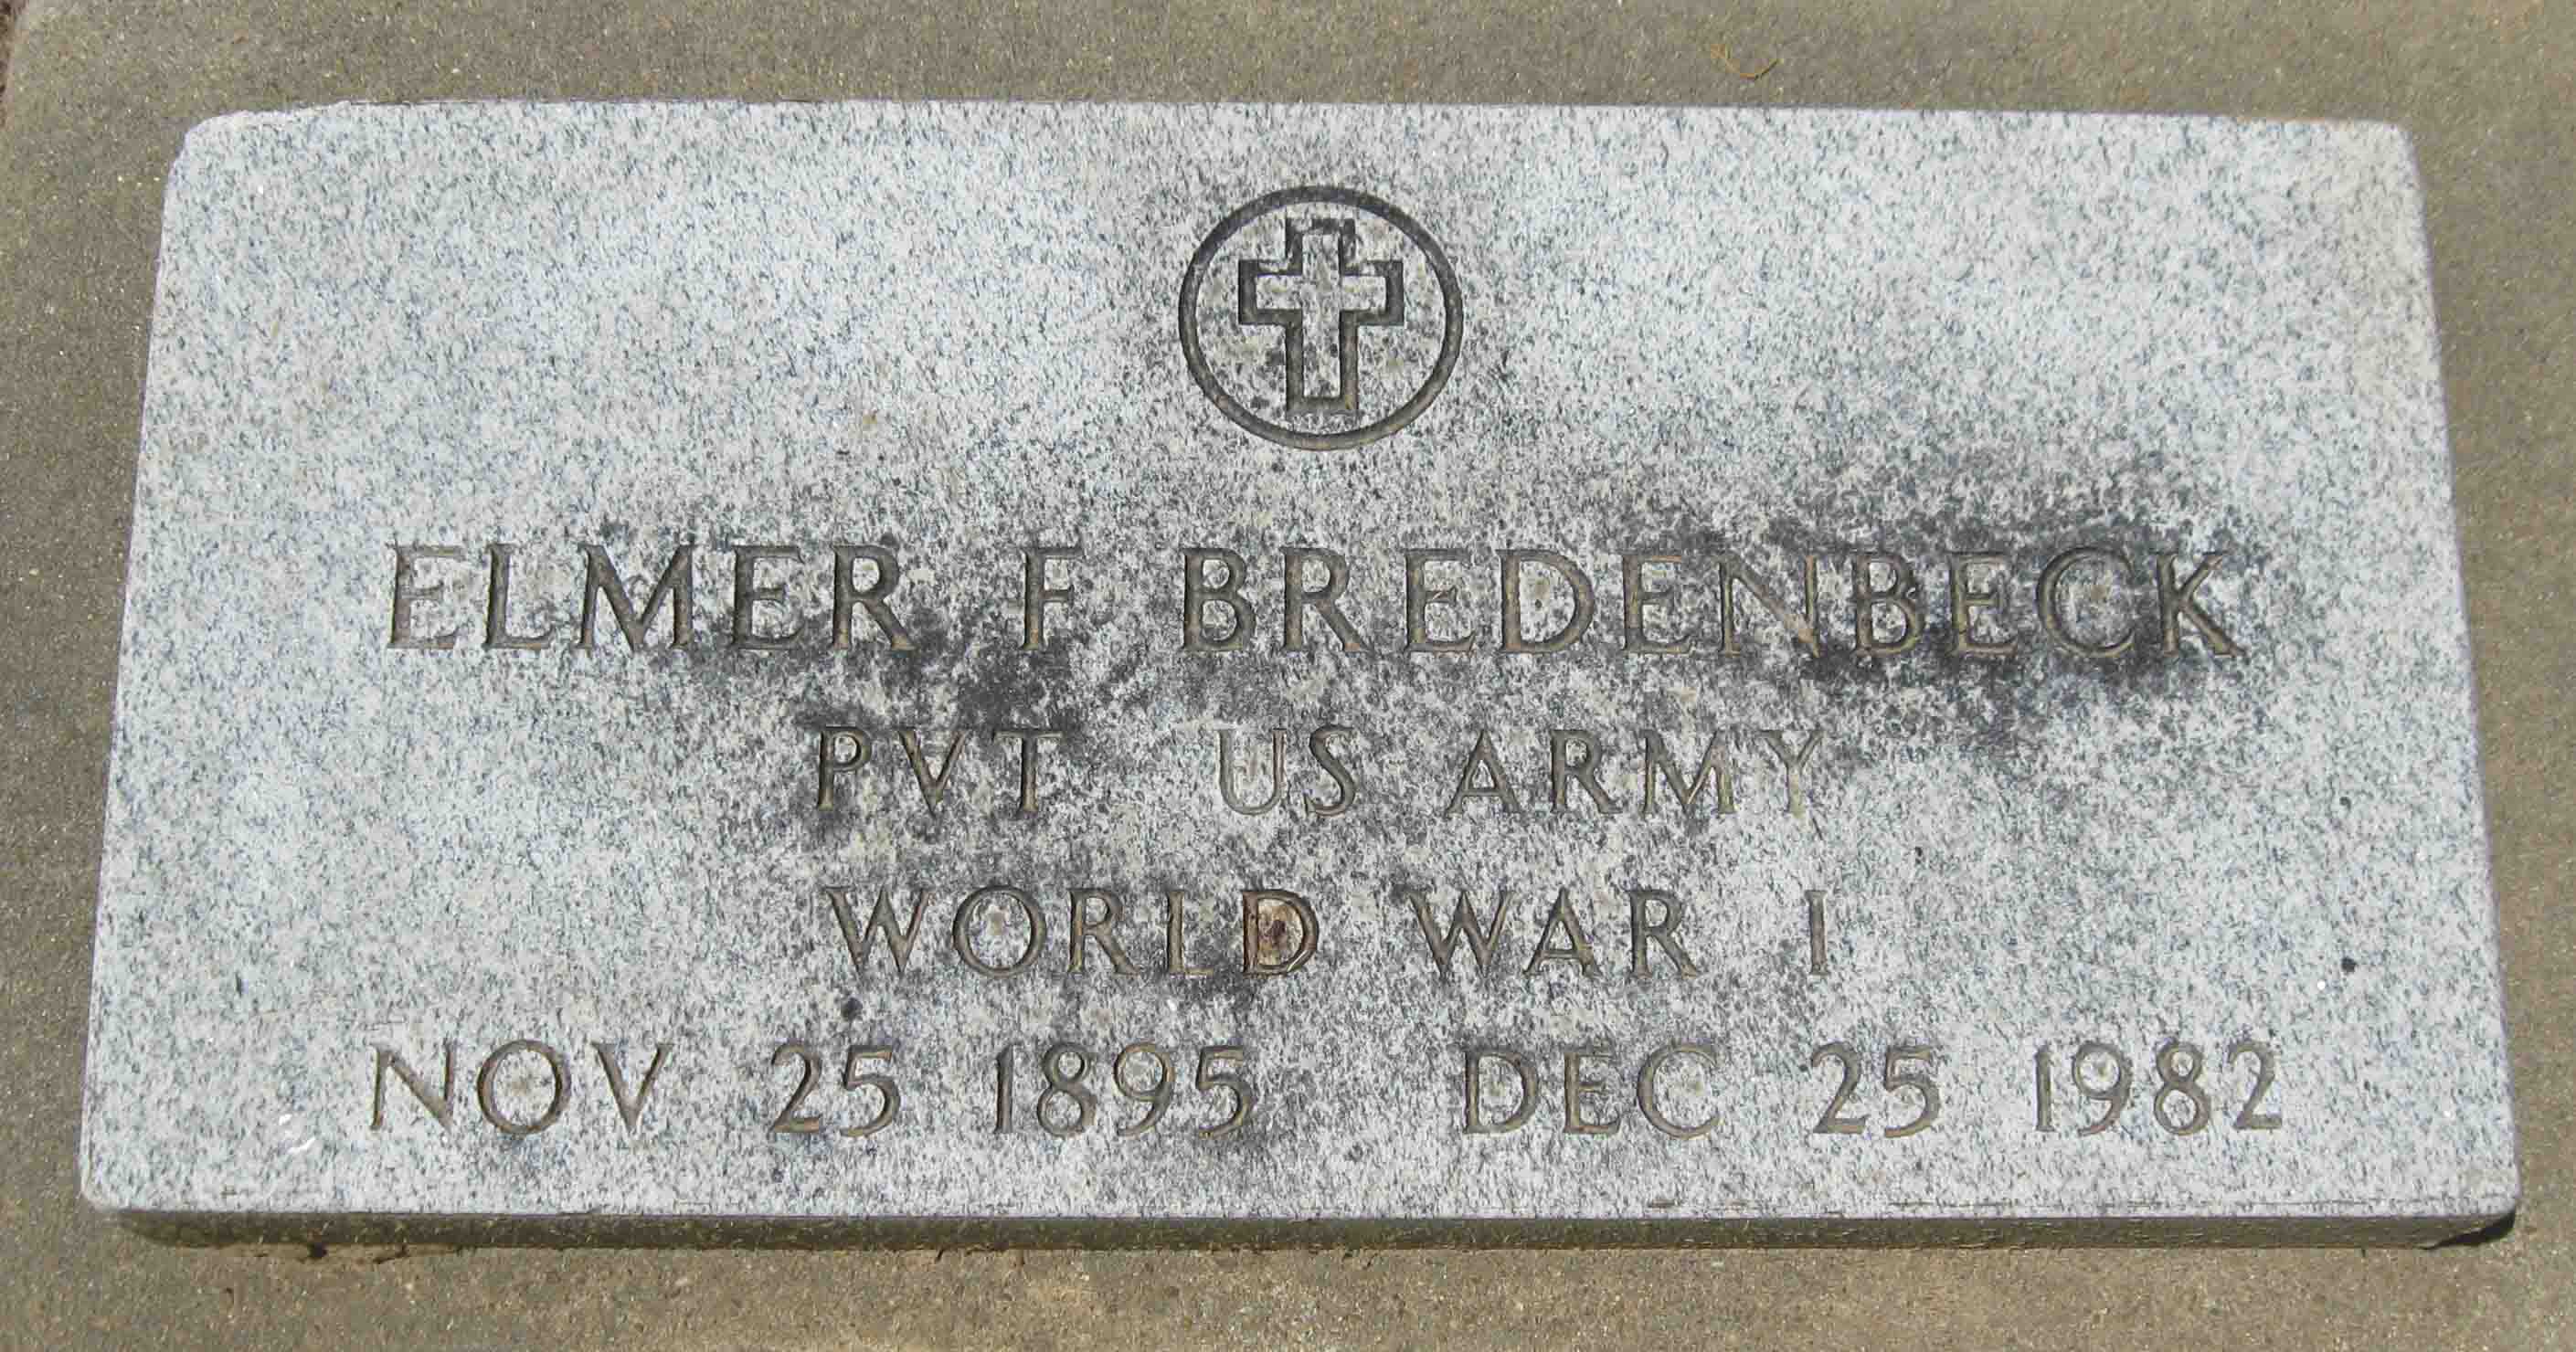 ELMER F BREDENBECK
PVT US ARMY
WORLD WAR I
NOV 25 1895 DEC 25 1982